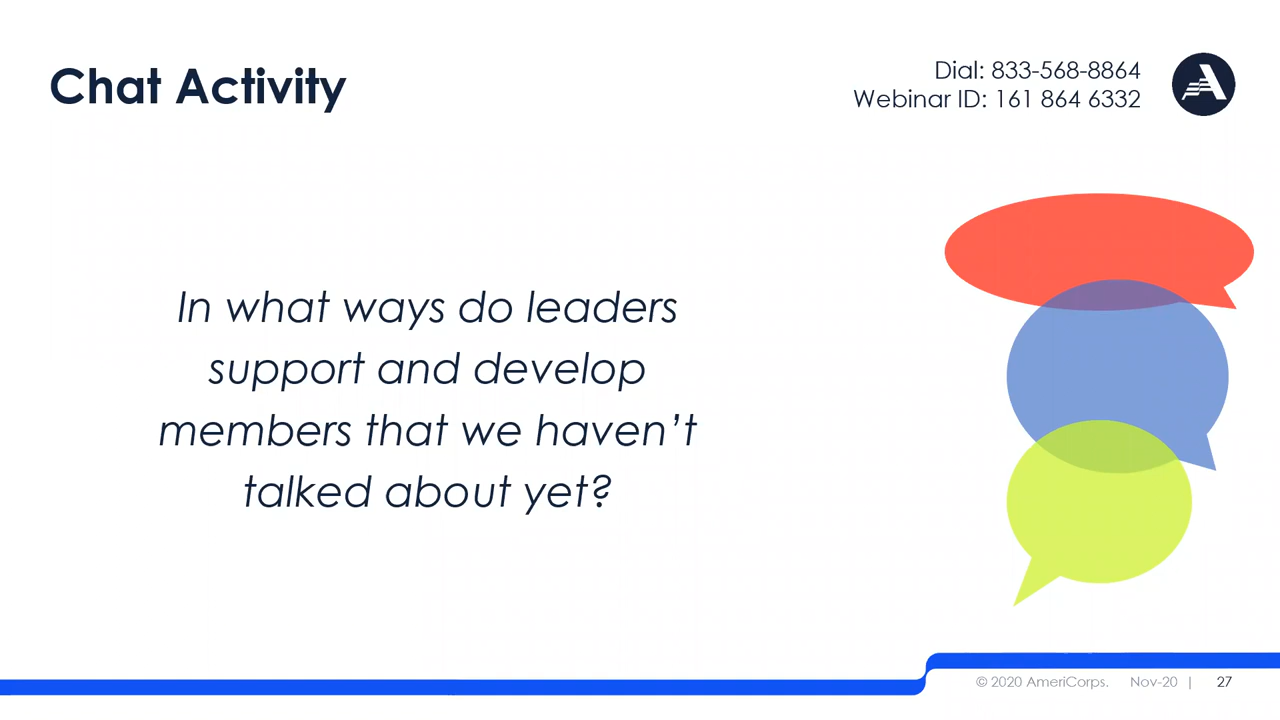 Chat Activity
Dial: 833-568-8864
Webinar ID: 161 864 6332
In what ways do leaders
support and develop
members that we haven’t
talked about yet?
© 2020 AmeriCorps. Nov-20 | 27